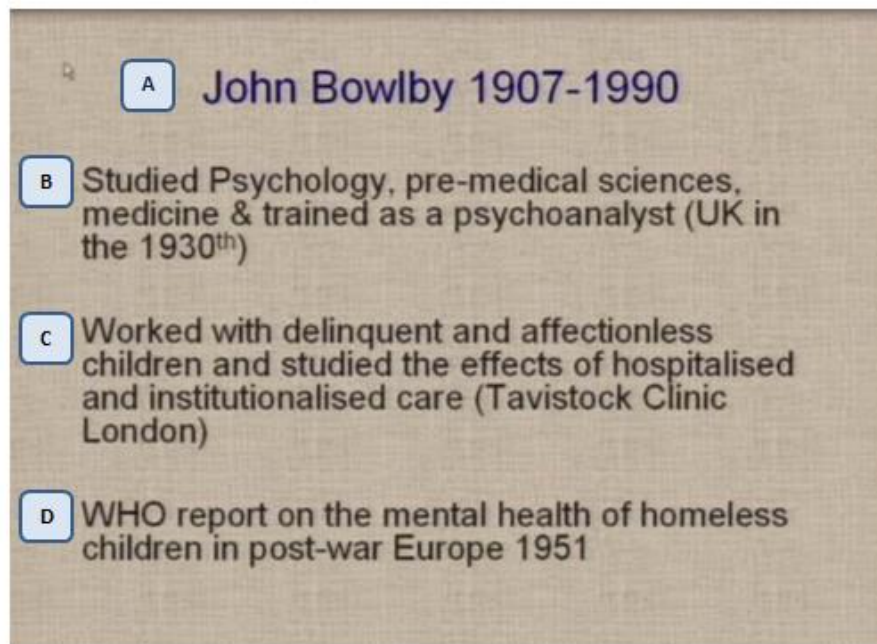 A John Bowlby 1907-1990
B Studied Psychology, pre-medical sciences,
medicine & trained as a psychoanalyst (UK in
the 1930th)
C Worked with delinquent and affectionless
children and studied the effects of hospitalised
and institutionalised care (Tavistock Clinic
London)
D WHO report on the mental health of homeless
children in post-war Europe 1951